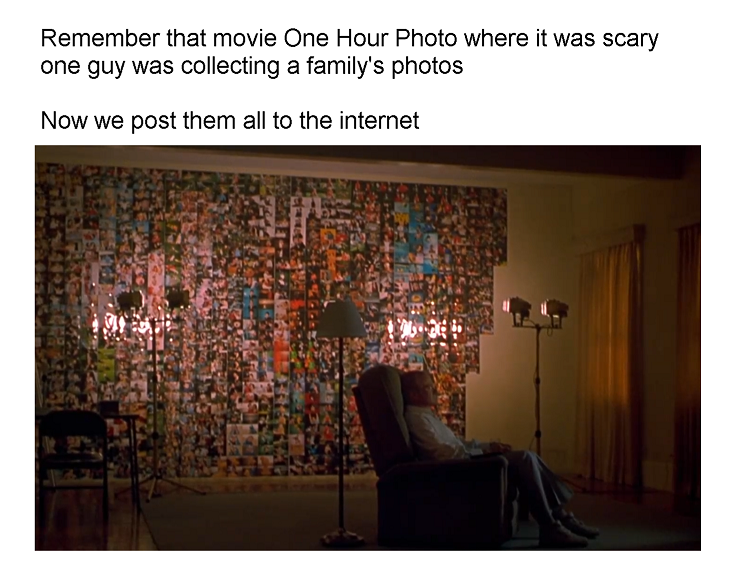 Remember that movie One Hour Photo where it was scary
one guy was collecting a family's photos
Now we post them all to the internet